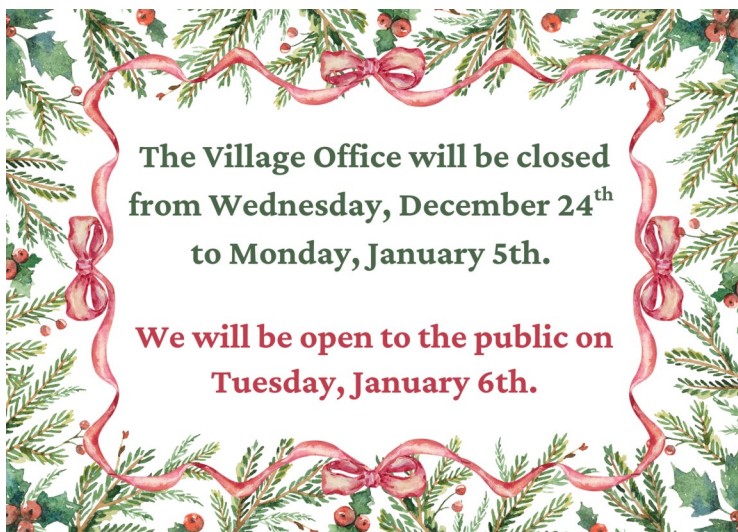 The Village Office will be closed
from Wednesday, December 24th
to Monday, January 5th.
We will be open to the public on
Tuesday, January 6th.